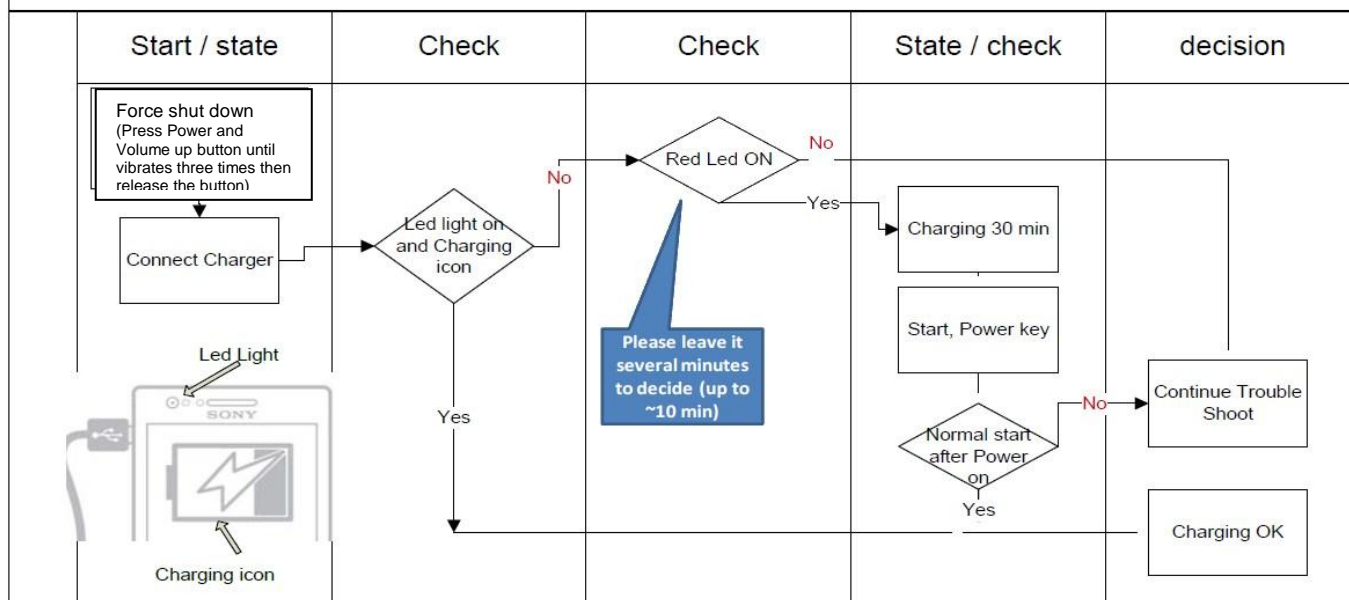 Start / state
Check
Check
State / check
decision
Force shut down
(Press Power and
Volume up button until
vibrates three times then
release the button)
Connect Charger
Led light on
and Charging
icon
No
Yes
Red Led ON
No
Yes
Please leave it
several minutes
to decide (up to
~10 min)
Charging 30 min
Start, Power key
Normal start
after Power
on
No
Yes
Continue Trouble
Shoot
Charging OK
Led Light
SONY
Charging icon